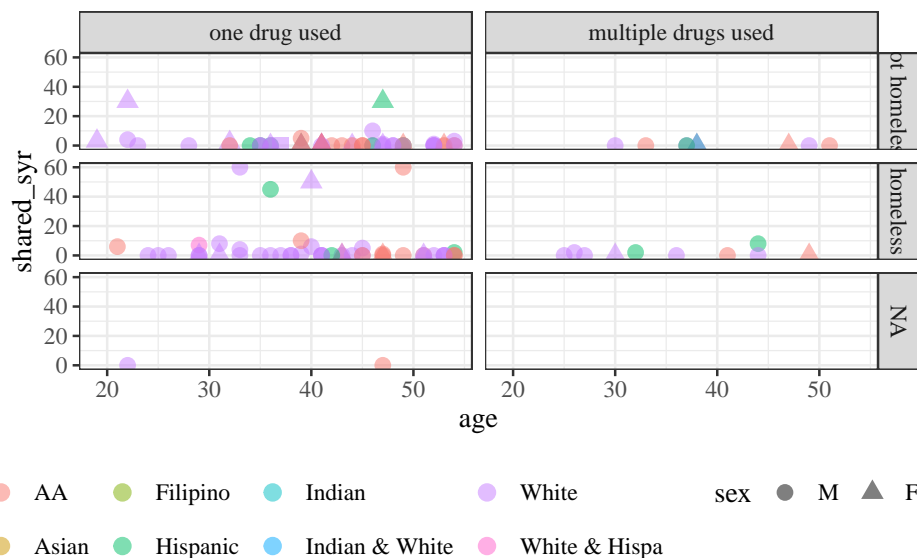 one drug used multiple drugs used
60
40
20
0
ot homeles
60
40
20
0
homeless
60
40
20
0
NA
shared_syr
20 30 40 50 20 30 40 50
age
AA Filipino Indian White sex M F
Asian Hispanic Indian & White White & Hispa